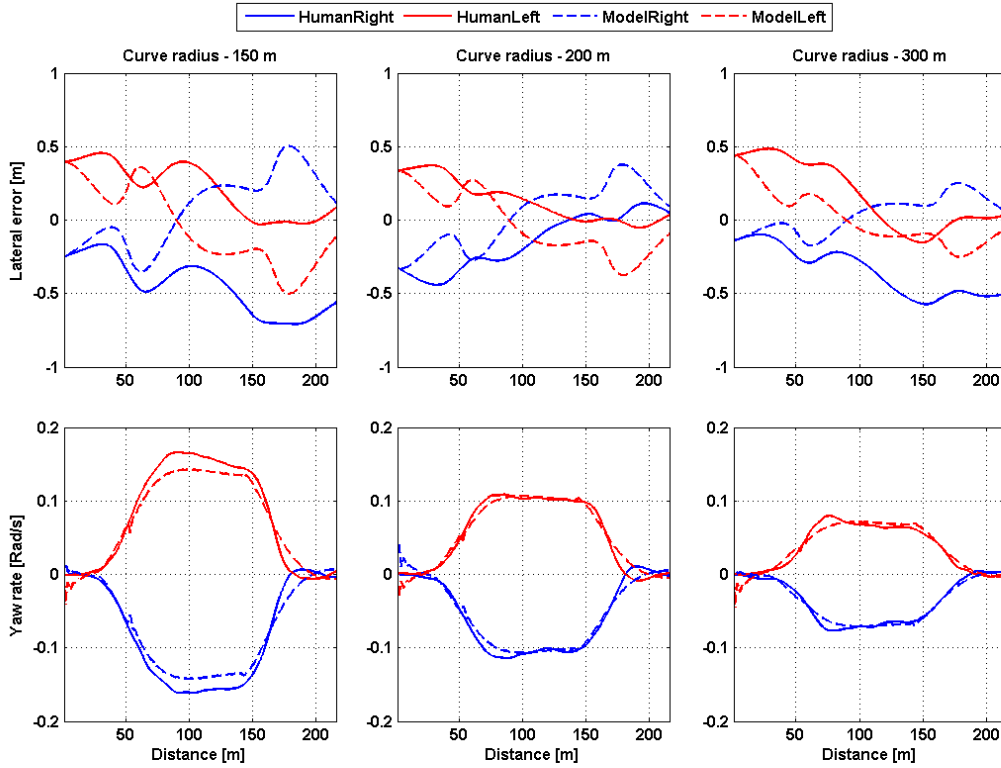 HumanRight HumanLeft ModelRight ModelLeft
Curve radius - 150 m
Curve radius - 200 m
Curve radius - 300 m
Lateral error [m]
1
0.5
0
-0.5
-1
50 100 150 200
1
0.5
0
-0.5
-1
50 100 150 200
1
0.5
0
-0.5
-1
50 100 150 200
Yaw rate [Rad/s]
0.2
0.1
0
-0.1
-0.2
50 100 150 200
Distance [m]
0.2
0.1
0
-0.1
-0.2
50 100 150 200
Distance [m]
0.2
0.1
0
-0.1
-0.2
50 100 150 200
Distance [m]